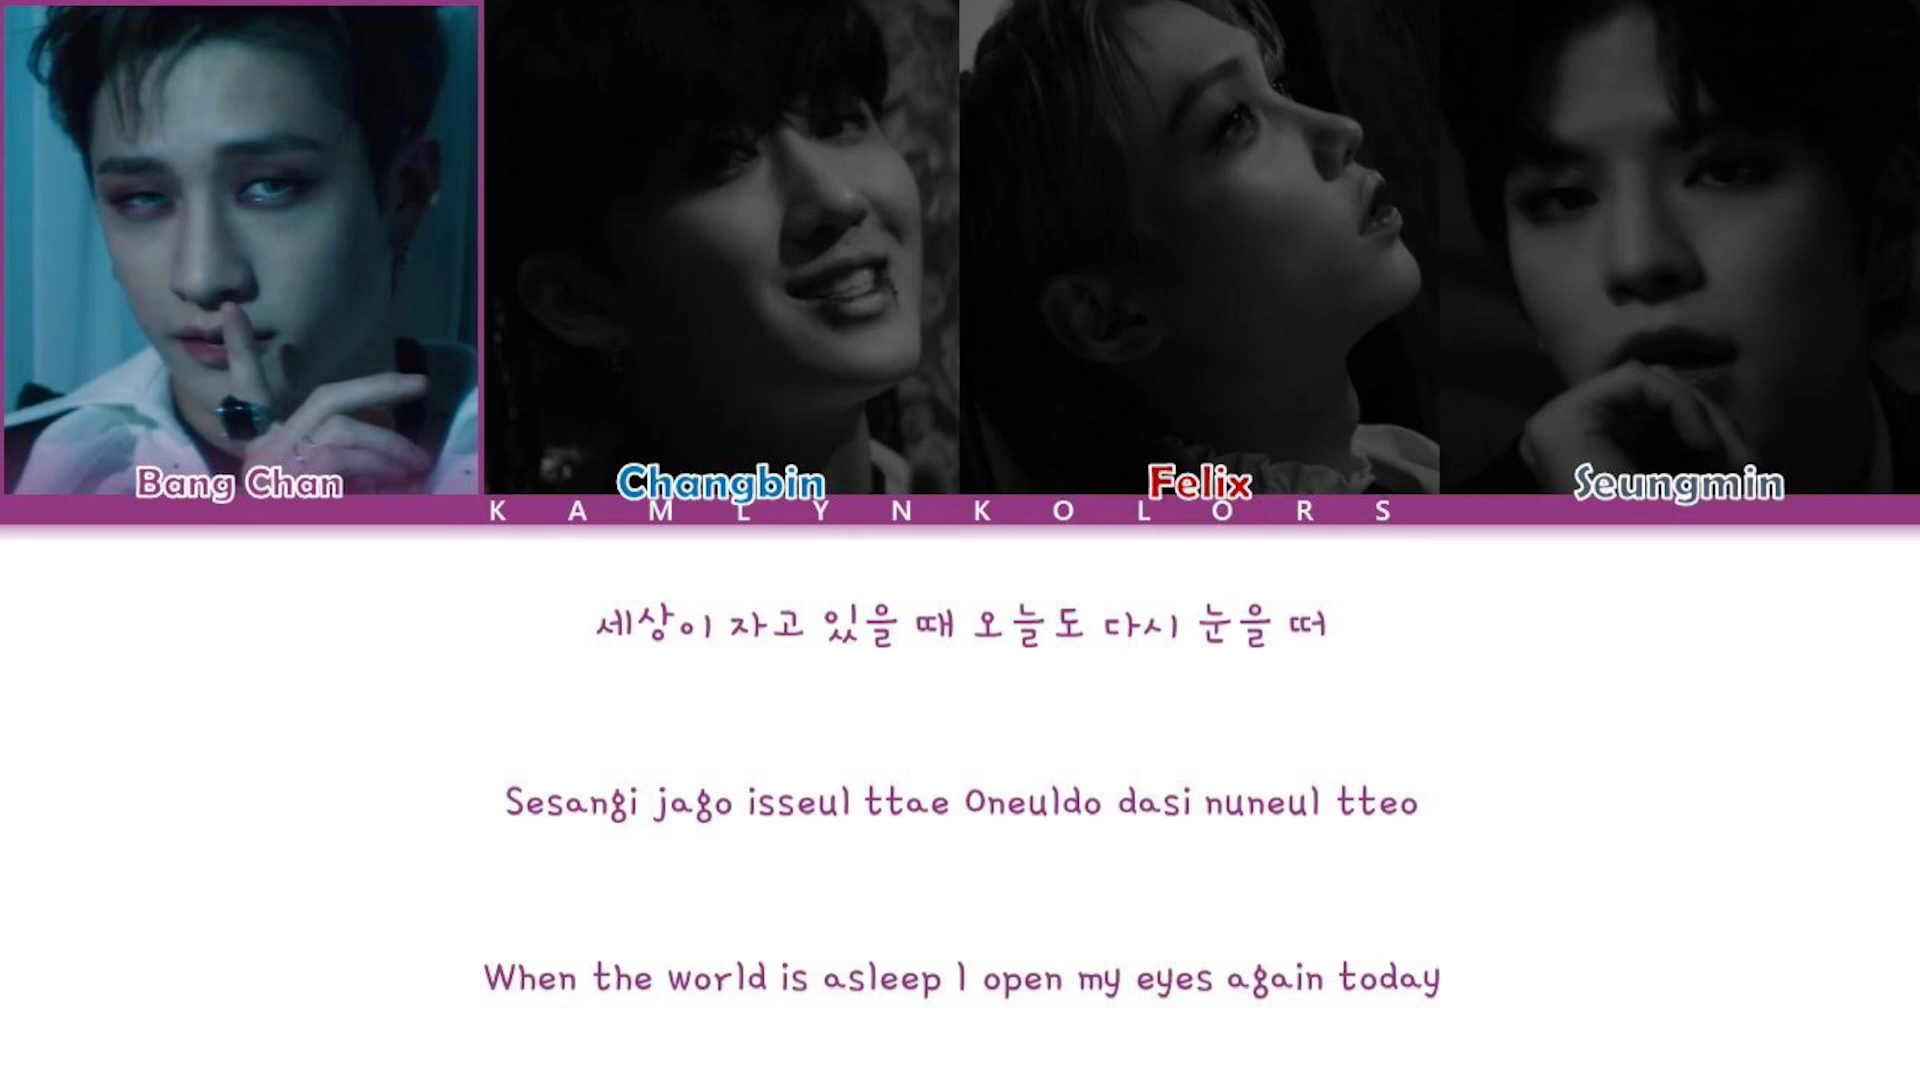 Bang Chan Changbin Felix Seungmin
KAMLYNKOLORS
세상이 자고 있을 때 오늘도 다시 눈을 떠
Sesangi jago isseul ttae Oneuldo dasi nuneul tteo
When the world is asleep I open my eyes again today